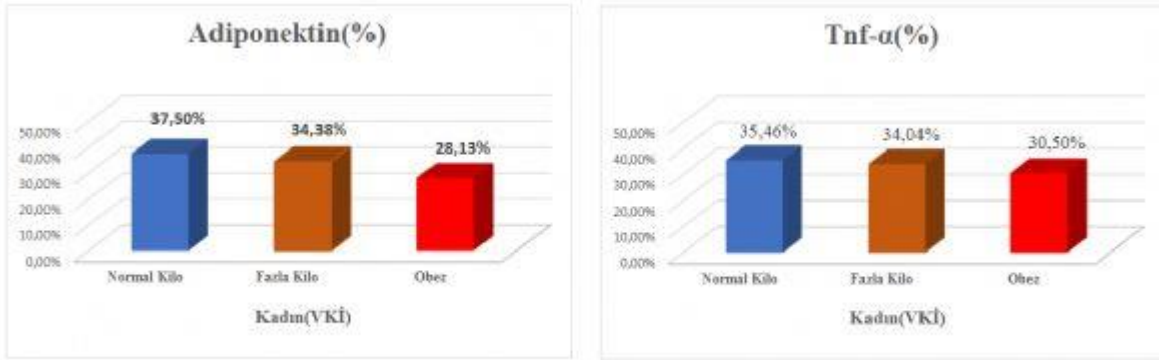 Adiponektin(%)
37,50%
34,38%
28,13%
50,00%
40,00%
30,00%
20,00%
10,00%
0,00%
Normal Kilo
Fazla Kilo
Obez
Kadın(VKİ)
Tnf-α(%)
35,46%
34,04%
30,50%
50,00%
40,00%
30,00%
20,00%
10,00%
0,00%
Normal Kilo
Fazla Kilo
Obez
Kadın(VKİ)